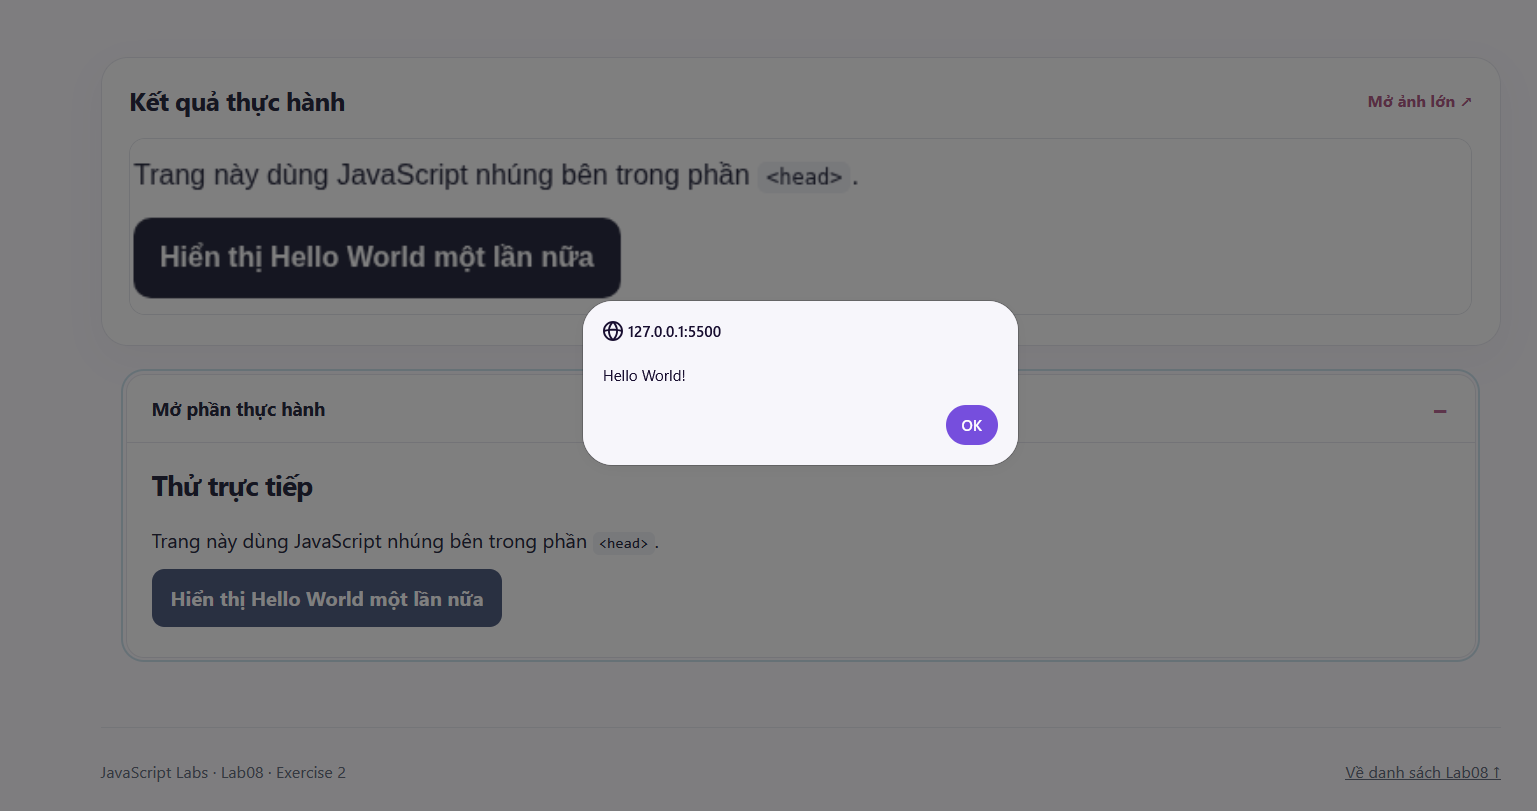 Kết quả thực hành
Mở ảnh lớn ↗
Trang này dùng JavaScript nhúng bên trong phần <head>.
Hiển thị Hello World một lần nữa
127.0.0.1:5500
Hello World!
OK
Mở phần thực hành
–
Thử trực tiếp
Trang này dùng JavaScript nhúng bên trong phần <head>.
Hiển thị Hello World một lần nữa
JavaScript Labs · Lab08 · Exercise 2
Về danh sách Lab08 ↑